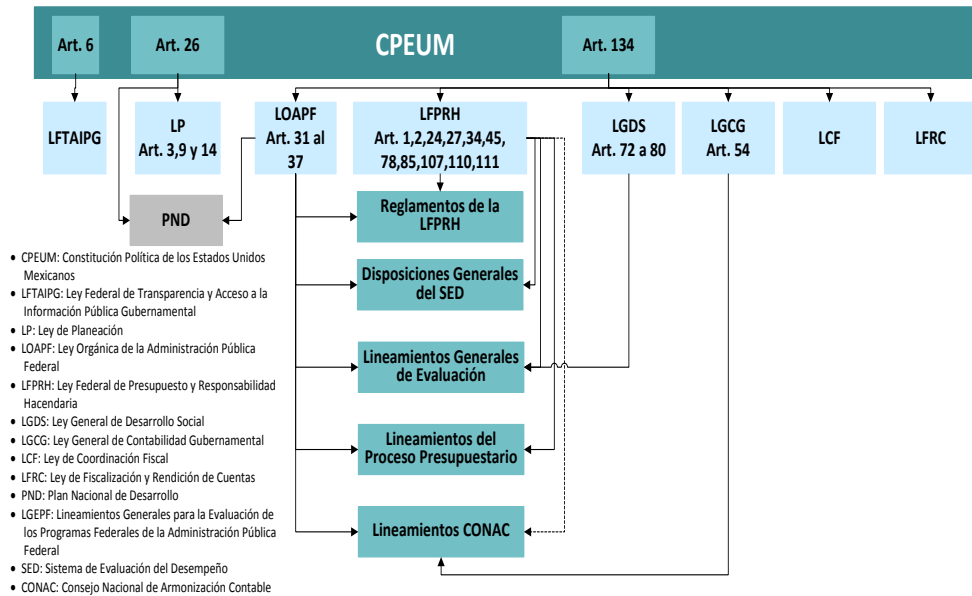 Art. 6
Art. 26
CPEUM
Art. 134
LFTAIPG
LP
Art. 3,9 y 14
LOAPF
Art. 31 al
37
LFPRH
Art. 1,2,24,27,34,45,
78,85,107,110,111
LGDS
Art. 72 a 80
LGCG
Art. 54
LCF
LFRC
PND
Reglamentos de la
LFPRH
Disposiciones Generales
del SED
Lineamientos Generales
de Evaluación
Lineamientos del
Proceso Presupuestario
Lineamientos CONAC
• CPEUM: Constitución Política de los Estados Unidos
Mexicanos
• LFTAIPG: Ley Federal de Transparencia y Acceso a la
Información Pública Gubernamental
• LP: Ley de Planeación
• LOAPF: Ley Orgánica de la Administración Pública
Federal
• LFPRH: Ley Federal de Presupuesto y Responsabilidad
Hacendaria
• LGDS: Ley General de Desarrollo Social
• LGCG: Ley General de Contabilidad Gubernamental
• LCF: Ley de Coordinación Fiscal
• LFRC: Ley de Fiscalización y Rendición de Cuentas
• PND: Plan Nacional de Desarrollo
• LGEPF: Lineamientos Generales para la Evaluación de
los Programas Federales de la Administración Pública
Federal
• SED: Sistema de Evaluación del Desempeño
• CONAC: Consejo Nacional de Armonización Contable